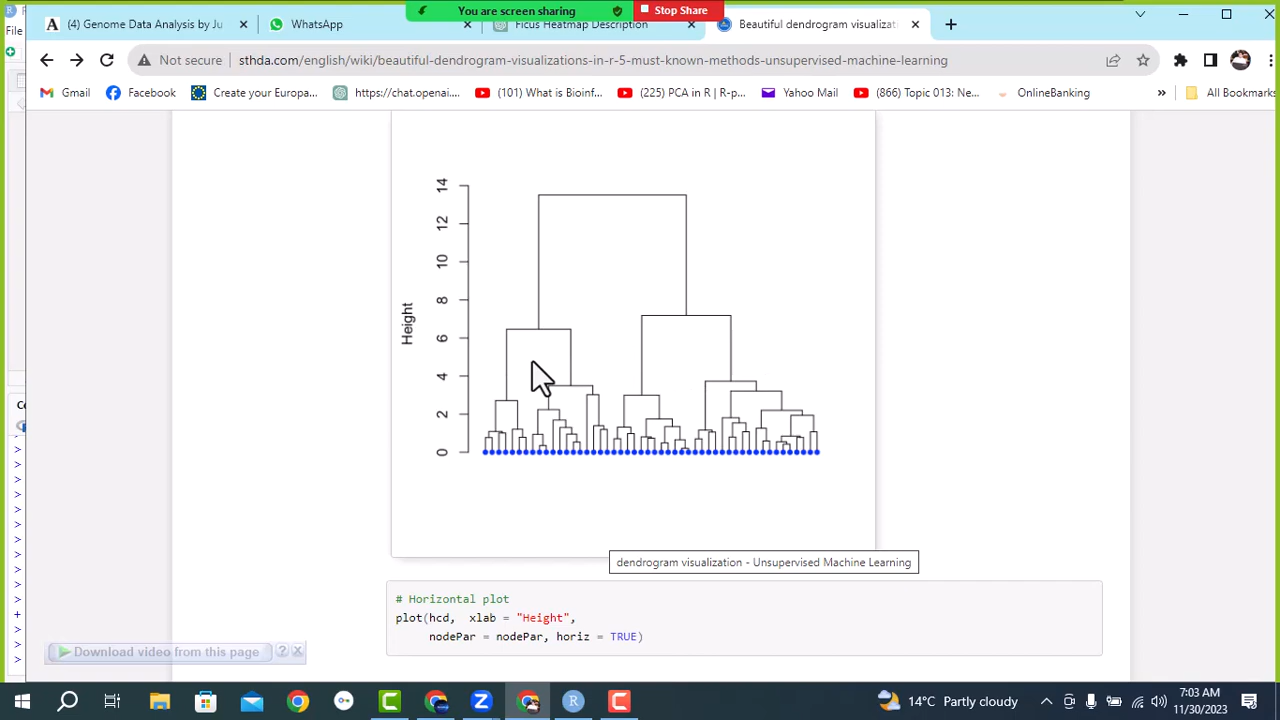 You are screen sharing
Stop Share
(4) Genome Data Analysis by Ju
WhatsApp
Ficus Heatmap Description
Beautiful dendrogram visualizati
Not secure
sthda.com/english/wiki/beautiful-dendrogram-visualizations-in-r-5-must-known-methods-unsupervised-machine-learning
Gmail
Facebook
Create your Europa...
https://chat.openai....
(101) What is Bioinf...
(225) PCA in R | R-p...
Yahoo Mail
(866) Topic 013: Ne...
OnlineBanking
»
All Bookmarks
File
14
12
10
8
6
4
2
0
Height
dendrogram visualization - Unsupervised Machine Learning
# Horizontal plot
plot(hcd, xlab = "Height",
nodePar = nodePar, horiz = TRUE)
Download video from this page
?
14°C Partly cloudy
7:03 AM
11/30/2023